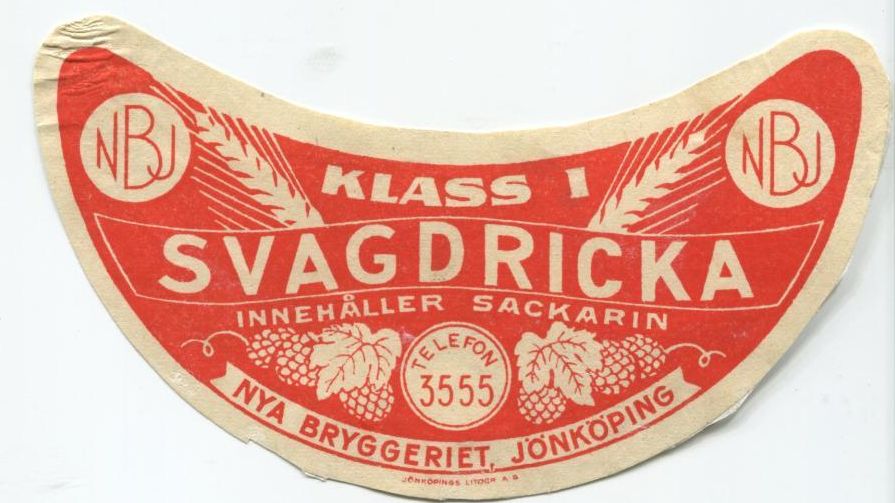 NBJ
NBJ
KLASS I
SVAGDRICKA
INNEHÅLLER SACKARIN
TELEFON
3555
NYA BRYGGERIET, JÖNKÖPING
JÖNKÖPINGS LITOGR A B